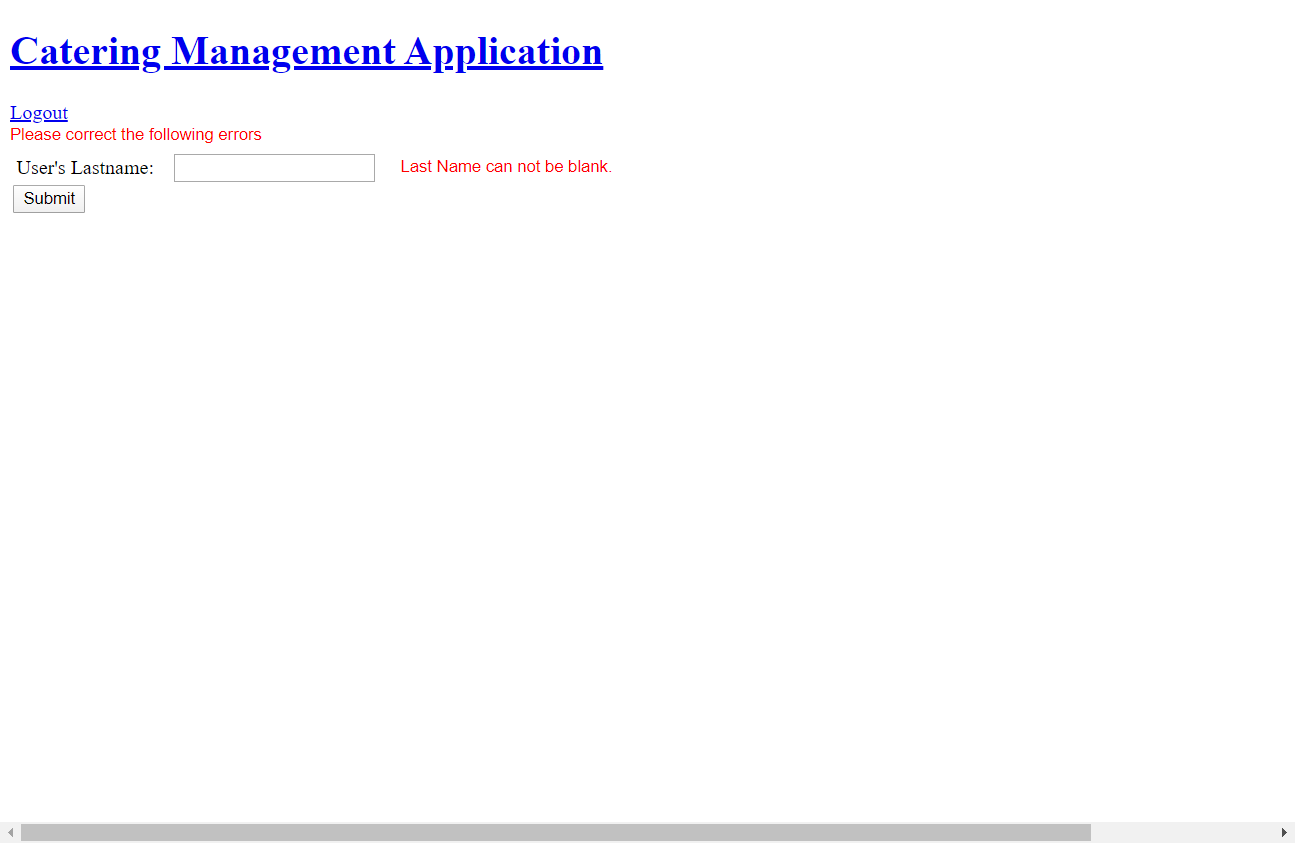 Catering Management Application
Logout
Please correct the following errors
User's Lastname: Last Name can not be blank.
Submit